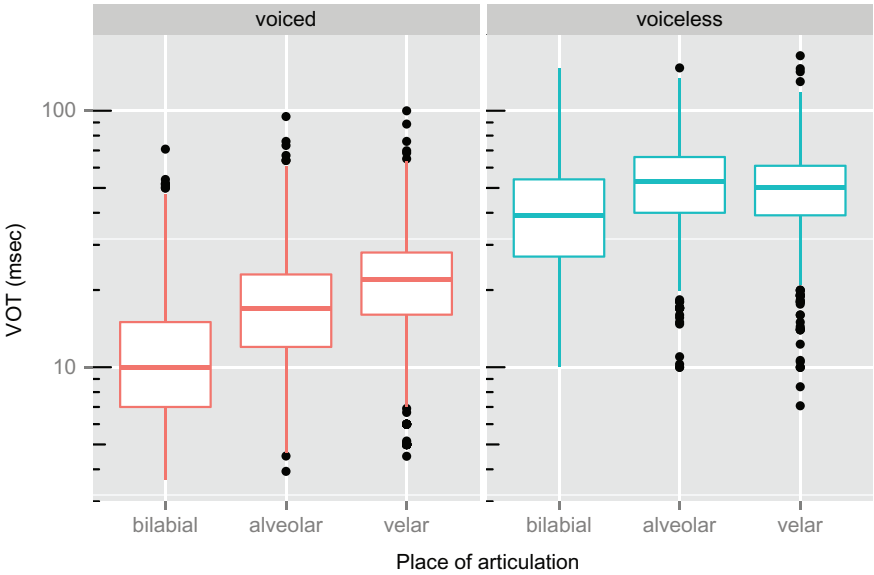 voiced voiceless
100
10
VOT (msec)
bilabial alveolar velar bilabial alveolar velar
Place of articulation